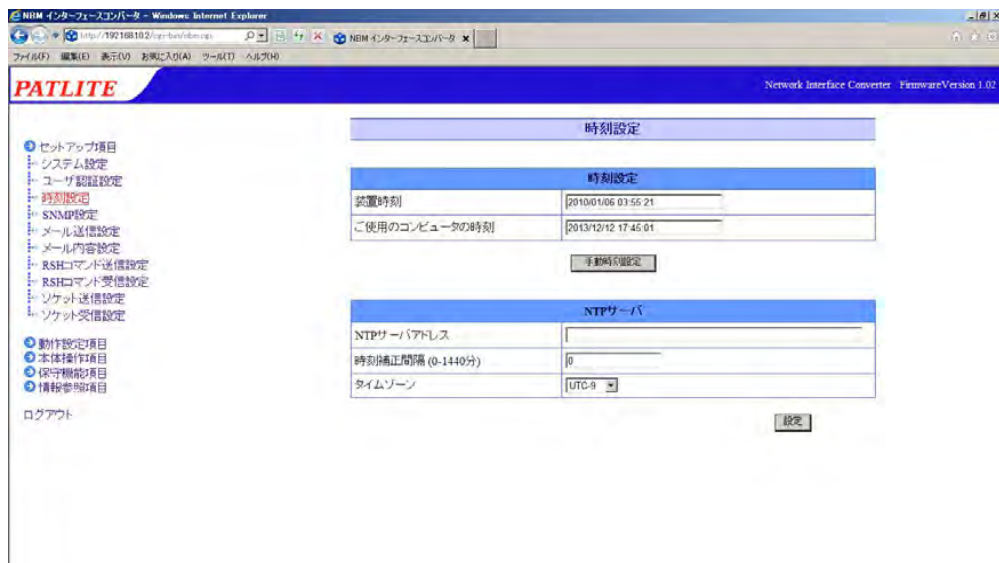 NBM インターフェースコンバータ - Windows Internet Explorer
NBM インターフェースコンバータ
ファイル(F) 編集(E) 表示(V) お気に入り(A) ツール(T) ヘルプ(H)
PATLITE
Network Interface Converter FirmwareVersion 1.02
セットアップ項目
システム設定
ユーザ認証設定
時刻設定
SNMP設定
メール送信設定
メール内容設定
RSHコマンド送信設定
RSHコマンド受信設定
ソケット送信設定
ソケット受信設定
動作設定項目
本体操作項目
保守機能項目
情報参照項目
ログアウト
時刻設定
時刻設定
装置時刻 2010/01/06 03:55:21
ご使用のコンピュータの時刻 2013/12/12 17:45:01
手動時刻設定
NTPサーバ
NTPサーバアドレス
時刻補正間隔 (0-1440分) 0
タイムゾーン UTC-9
設定